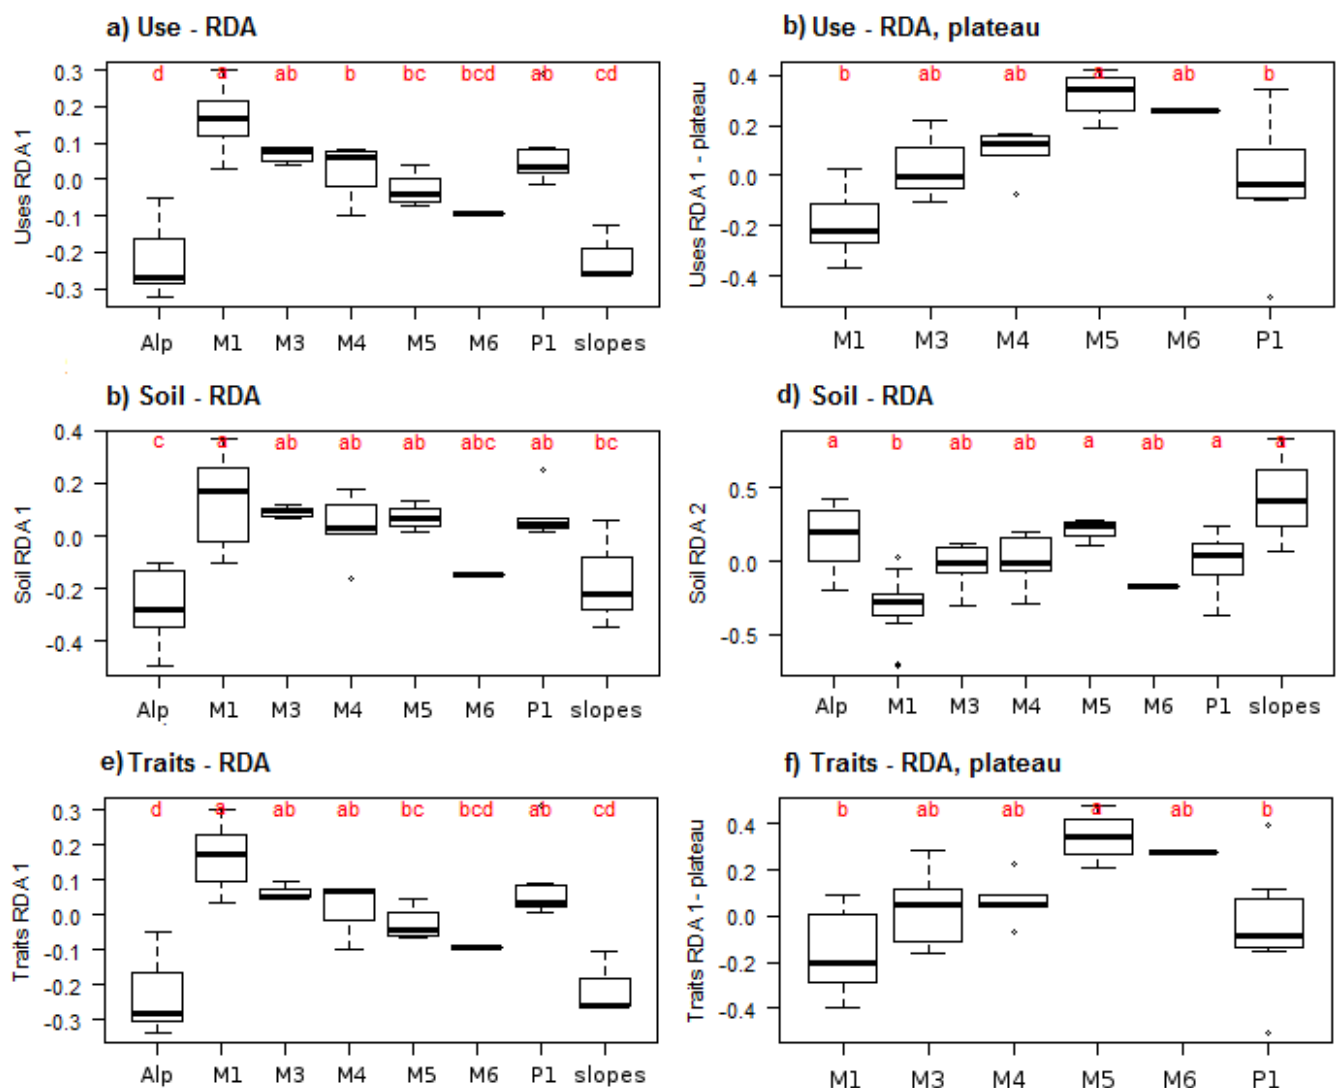 a) Use - RDA
d a ab b bc bcd ab cd
0.3
0.2
0.1
0.0
-0.1
-0.2
-0.3
Uses RDA 1
Alp M1 M3 M4 M5 M6 P1 slopes
b) Use - RDA, plateau
b ab ab a ab b
0.4
0.2
0.0
-0.2
-0.4
Uses RDA 1 - plateau
M1 M3 M4 M5 M6 P1
b) Soil - RDA
c a ab ab ab abc ab bc
0.4
0.2
0.0
-0.2
-0.4
Soil RDA 1
Alp M1 M3 M4 M5 M6 P1 slopes
d) Soil - RDA
a b ab ab a ab a a
0.5
0.0
-0.5
Soil RDA 2
Alp M1 M3 M4 M5 M6 P1 slopes
e) Traits - RDA
d a ab ab bc bcd ab cd
0.3
0.2
0.1
0.0
-0.1
-0.2
-0.3
Traits RDA 1
Alp M1 M3 M4 M5 M6 P1 slopes
f) Traits - RDA, plateau
b ab ab a ab b
0.4
0.2
0.0
-0.2
-0.4
Traits RDA 1- plateau
M1 M3 M4 M5 M6 P1